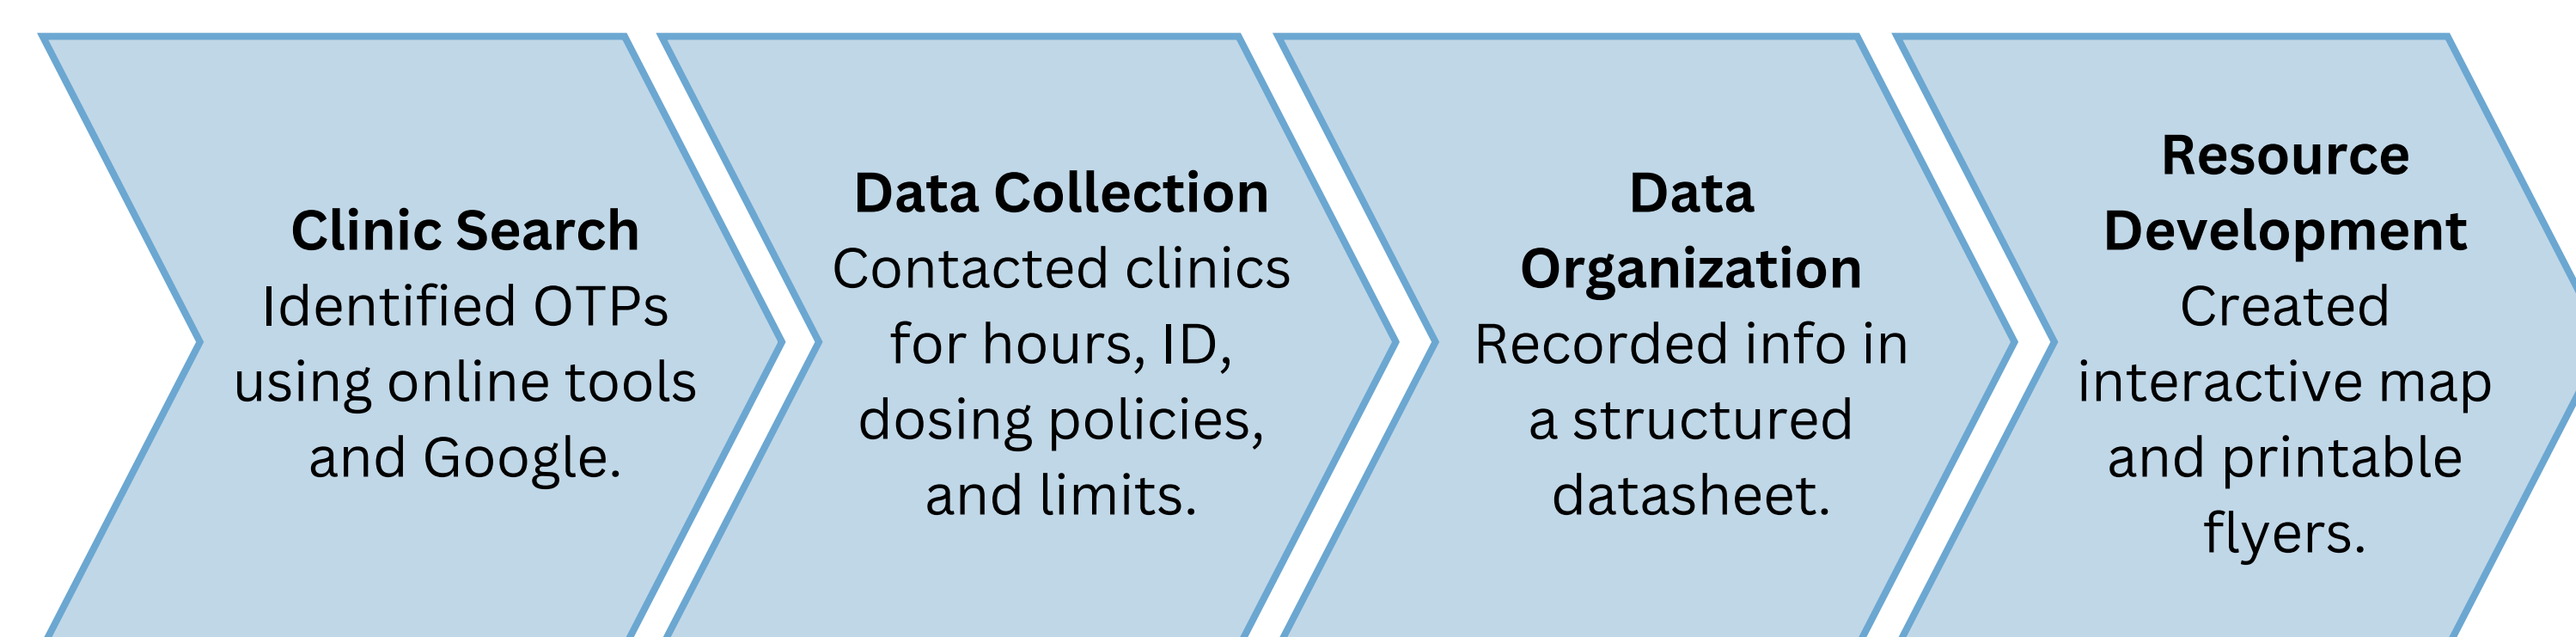 Clinic Search
Identified OTPs
using online tools
and Google.
Data Collection
Contacted clinics
for hours, ID,
dosing policies,
and limits.
Data
Organization
Recorded info in
a structured
datasheet.
Resource
Development
Created
interactive map
and printable
flyers.